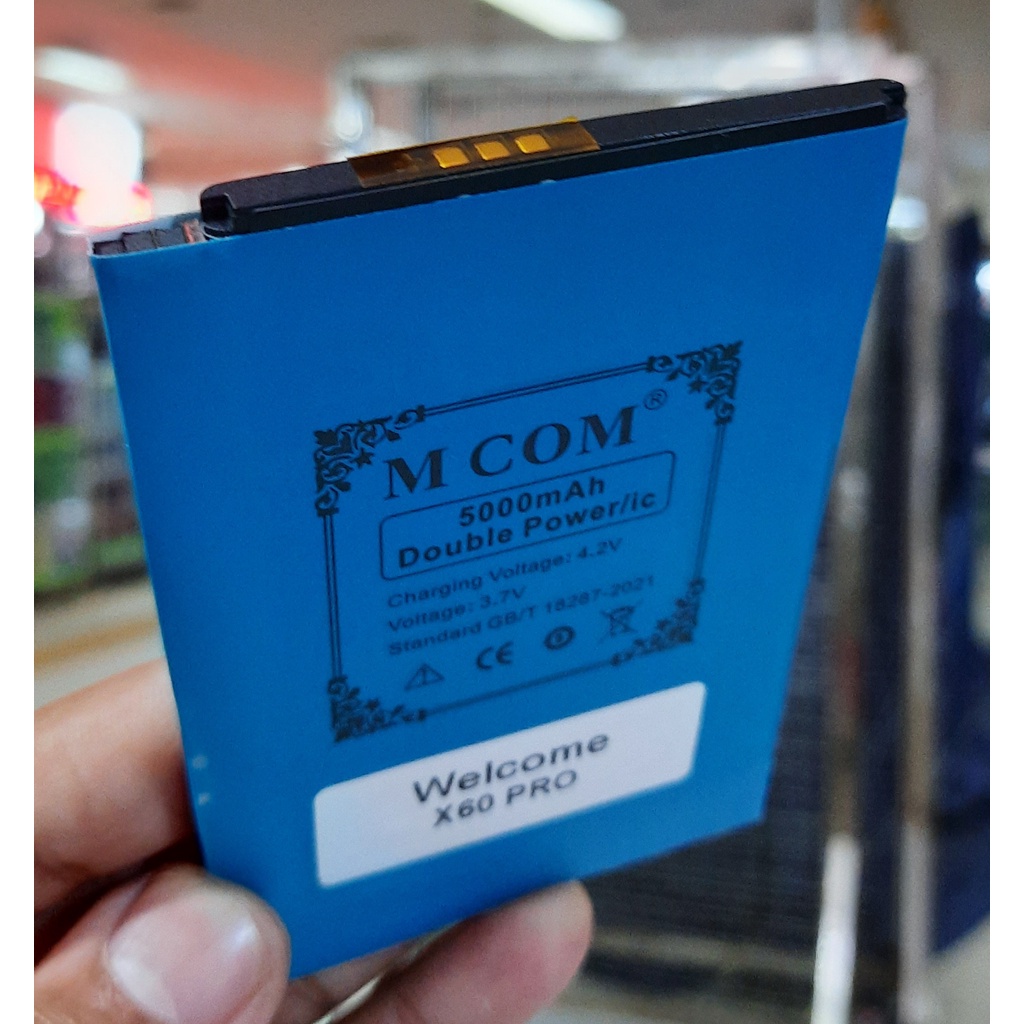 M COM®
5000mAh
Double Power/ic
Charging Voltage: 4.2V
Voltage: 3.7V
Standard GB/T 18287-2021
CE
Welcome
X60 PRO